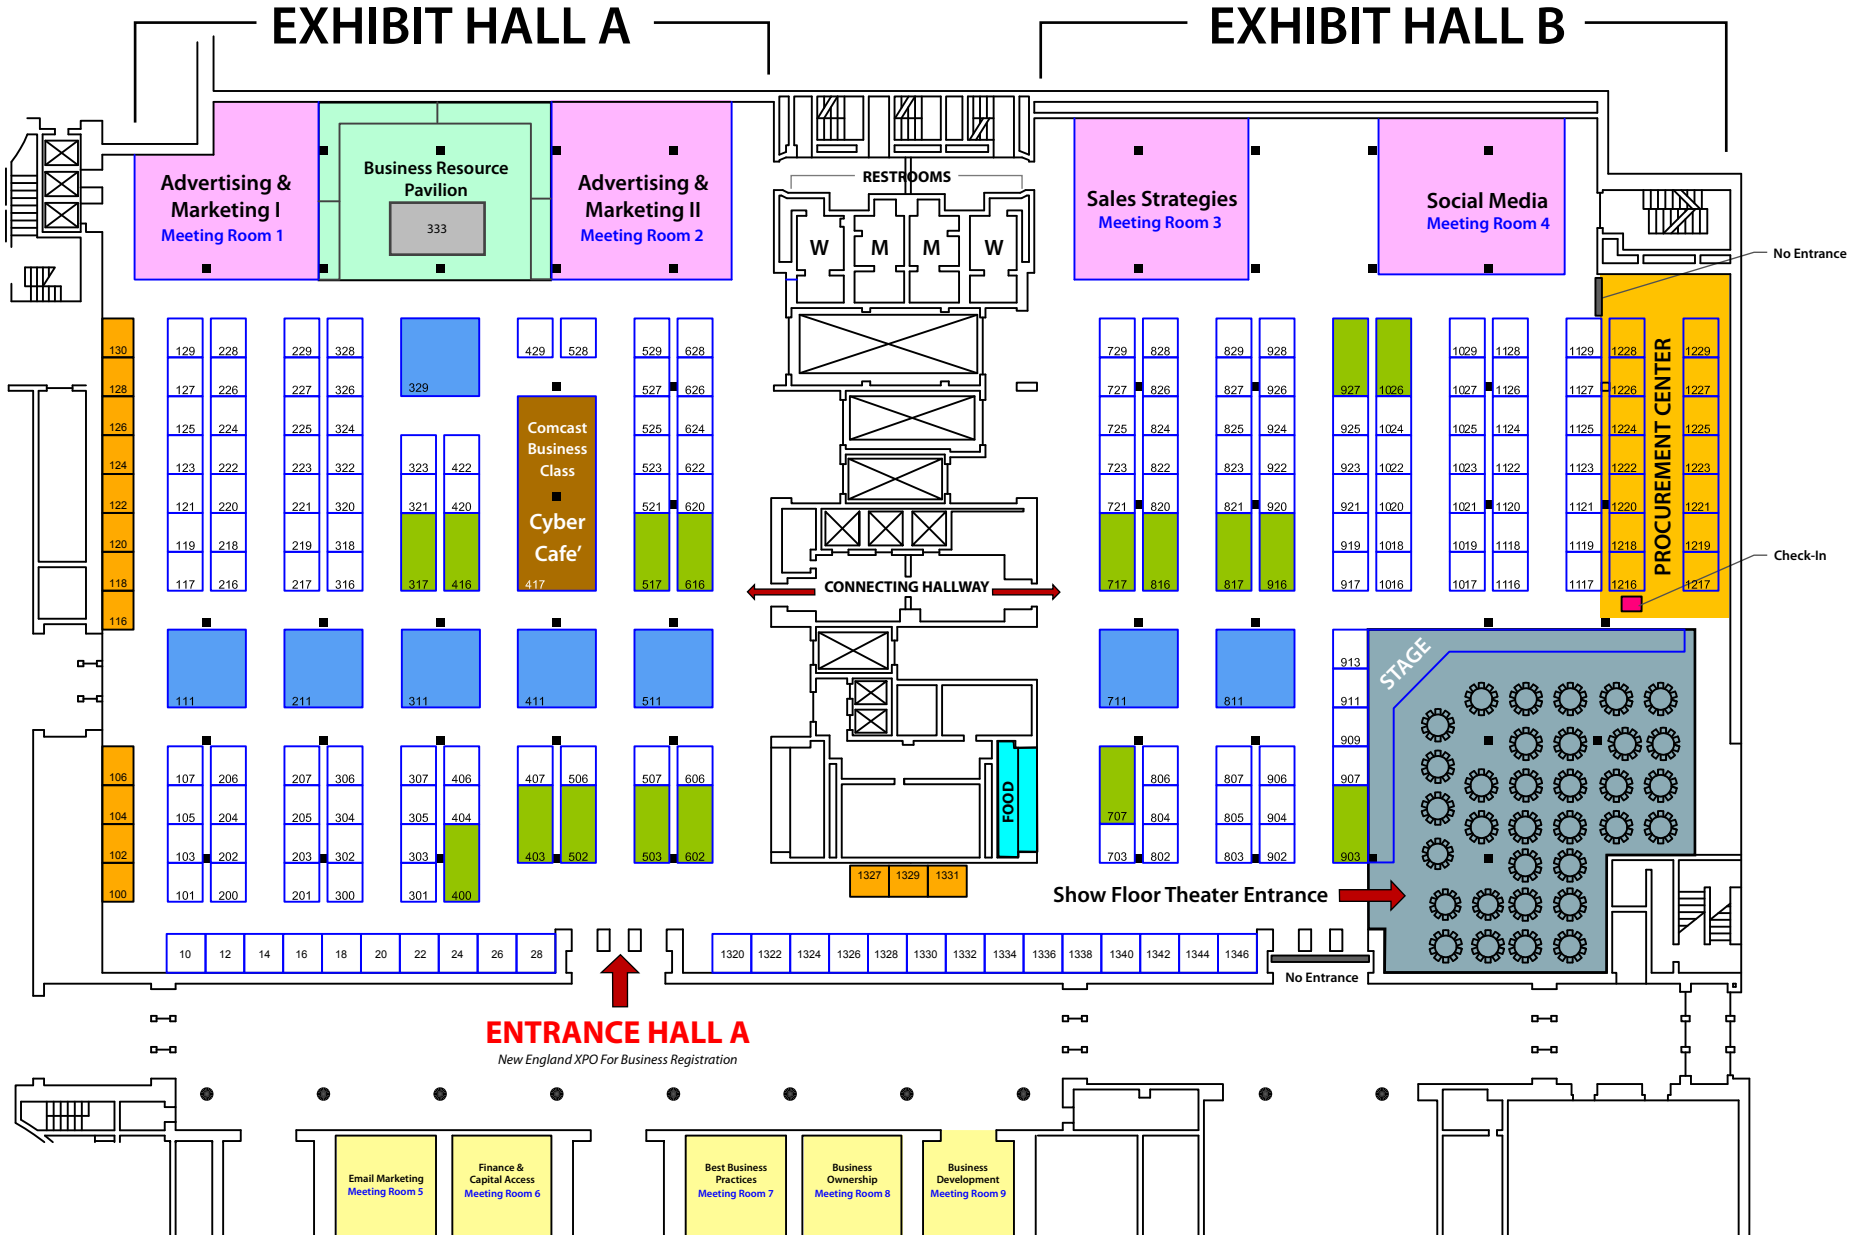 EXHIBIT HALL A
EXHIBIT HALL B
Advertising &
Marketing I
Meeting Room 1
Business Resource
Pavilion
333
Advertising &
Marketing II
Meeting Room 2
RESTROOMS
W
M
M
W
Sales Strategies
Meeting Room 3
Social Media
Meeting Room 4
No Entrance
130 129 228 229 328 429 528 529 628 729 828 829 928 1029 1128 1129 1228 1229
128 127 226 227 326 329 527 626 727 826 827 926 927 1026 1027 1126 1127 1226 1227
126 125 224 225 324 525 624 725 824 825 924 925 1024 1025 1124 1125 1224 1225
124 123 222 223 322 323 422 523 622 723 822 823 922 923 1022 1023 1122 1123 1222 1223
122 121 220 221 320 321 420 521 620 721 820 821 920 921 1020 1021 1120 1121 1220 1221
120 119 218 219 318 919 1018 1019 1118 1119 1218 1219
118 117 216 217 316 317 416 417 517 616 717 816 817 916 917 1016 1017 1116 1117 1216 1217
116
Comcast
Business
Class
Cyber
Cafe’
PROCUREMENT CENTER
Check-In
CONNECTING HALLWAY
111 211 311 411 511 711 811
913
911
909
907
903
STAGE
106 107 206 207 306 307 406 407 506 507 606 806 807 906
104 105 204 205 304 305 404 707 804 805 904
102 103 202 203 302 303 403 502 503 602 703 802 803 902
100 101 200 201 300 301 400
FOOD
1327 1329 1331
Show Floor Theater Entrance
10 12 14 16 18 20 22 24 26 28
1320 1322 1324 1326 1328 1330 1332 1334 1336 1338 1340 1342 1344 1346
No Entrance
ENTRANCE HALL A
New England XPO For Business Registration
Email Marketing
Meeting Room 5
Finance &
Capital Access
Meeting Room 6
Best Business
Practices
Meeting Room 7
Business
Ownership
Meeting Room 8
Business
Development
Meeting Room 9